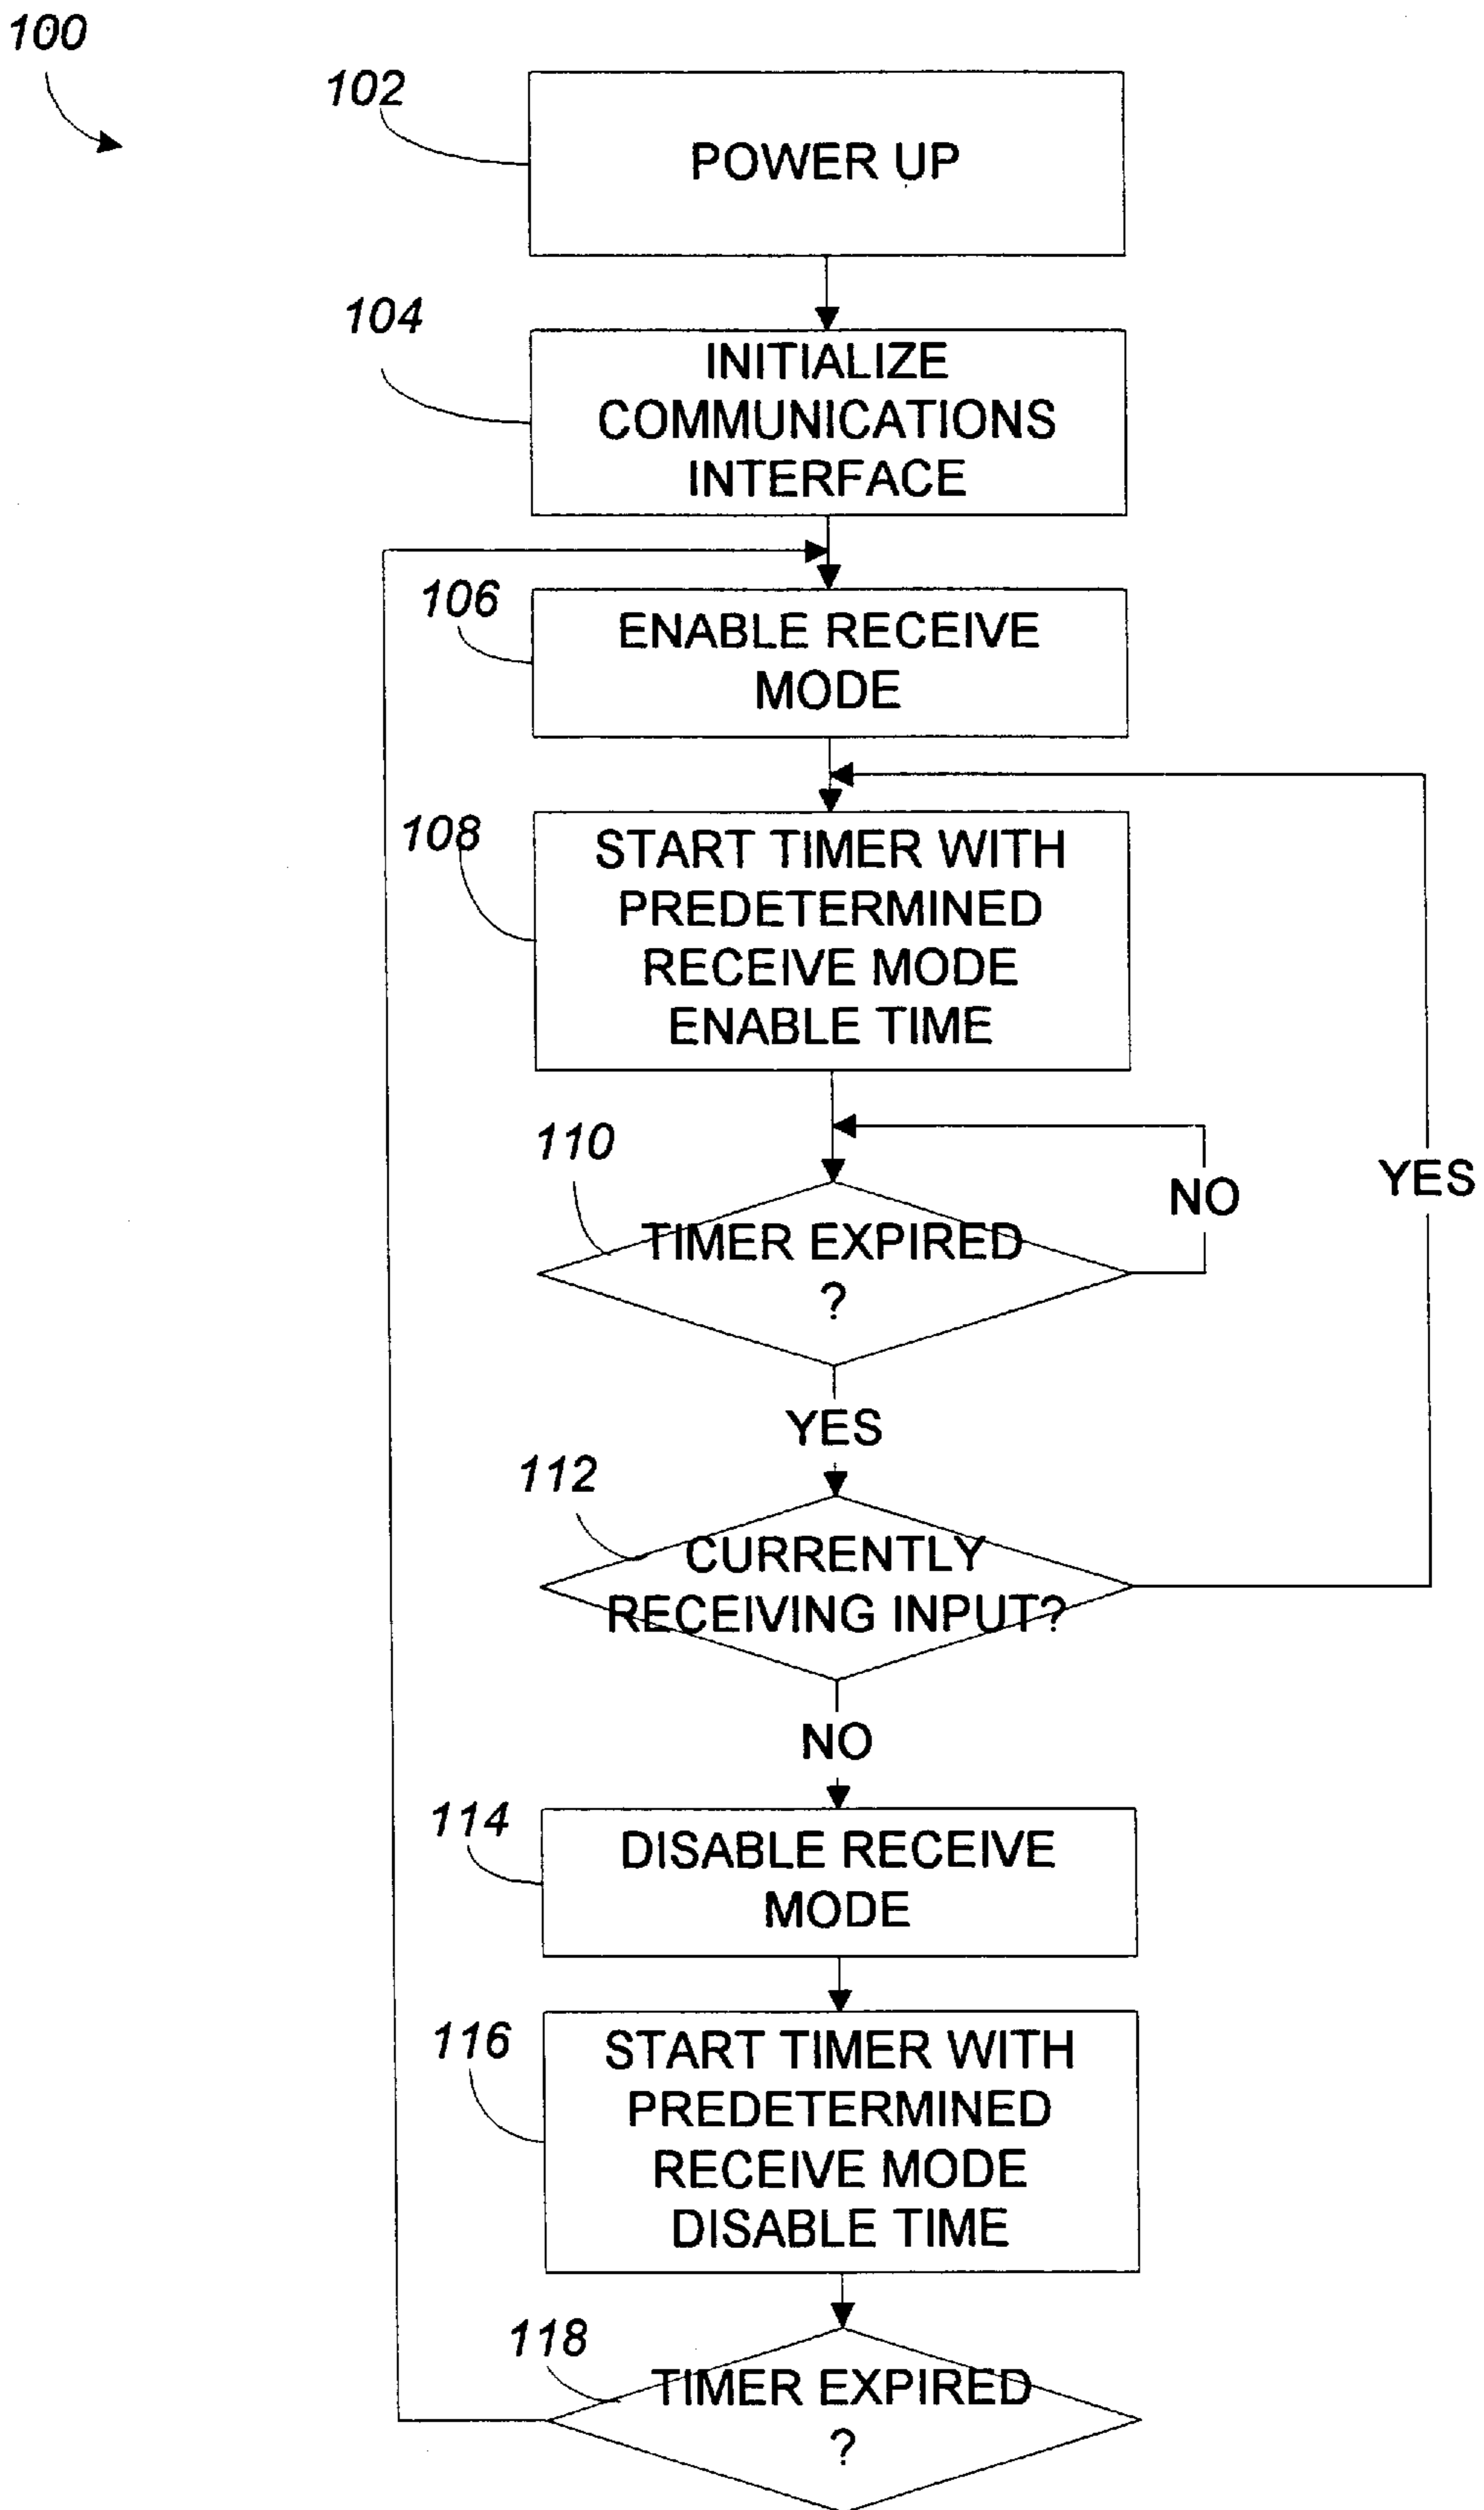 100
102
POWER UP
104
INITIALIZE
COMMUNICATIONS
INTERFACE
106
ENABLE RECEIVE
MODE
108
START TIMER WITH
PREDETERMINED
RECEIVE MODE
ENABLE TIME
110
TIMER EXPIRED
?
NO
YES
YES
112
CURRENTLY
RECEIVING INPUT?
NO
114
DISABLE RECEIVE
MODE
116
START TIMER WITH
PREDETERMINED
RECEIVE MODE
DISABLE TIME
118
TIMER EXPIRED
?